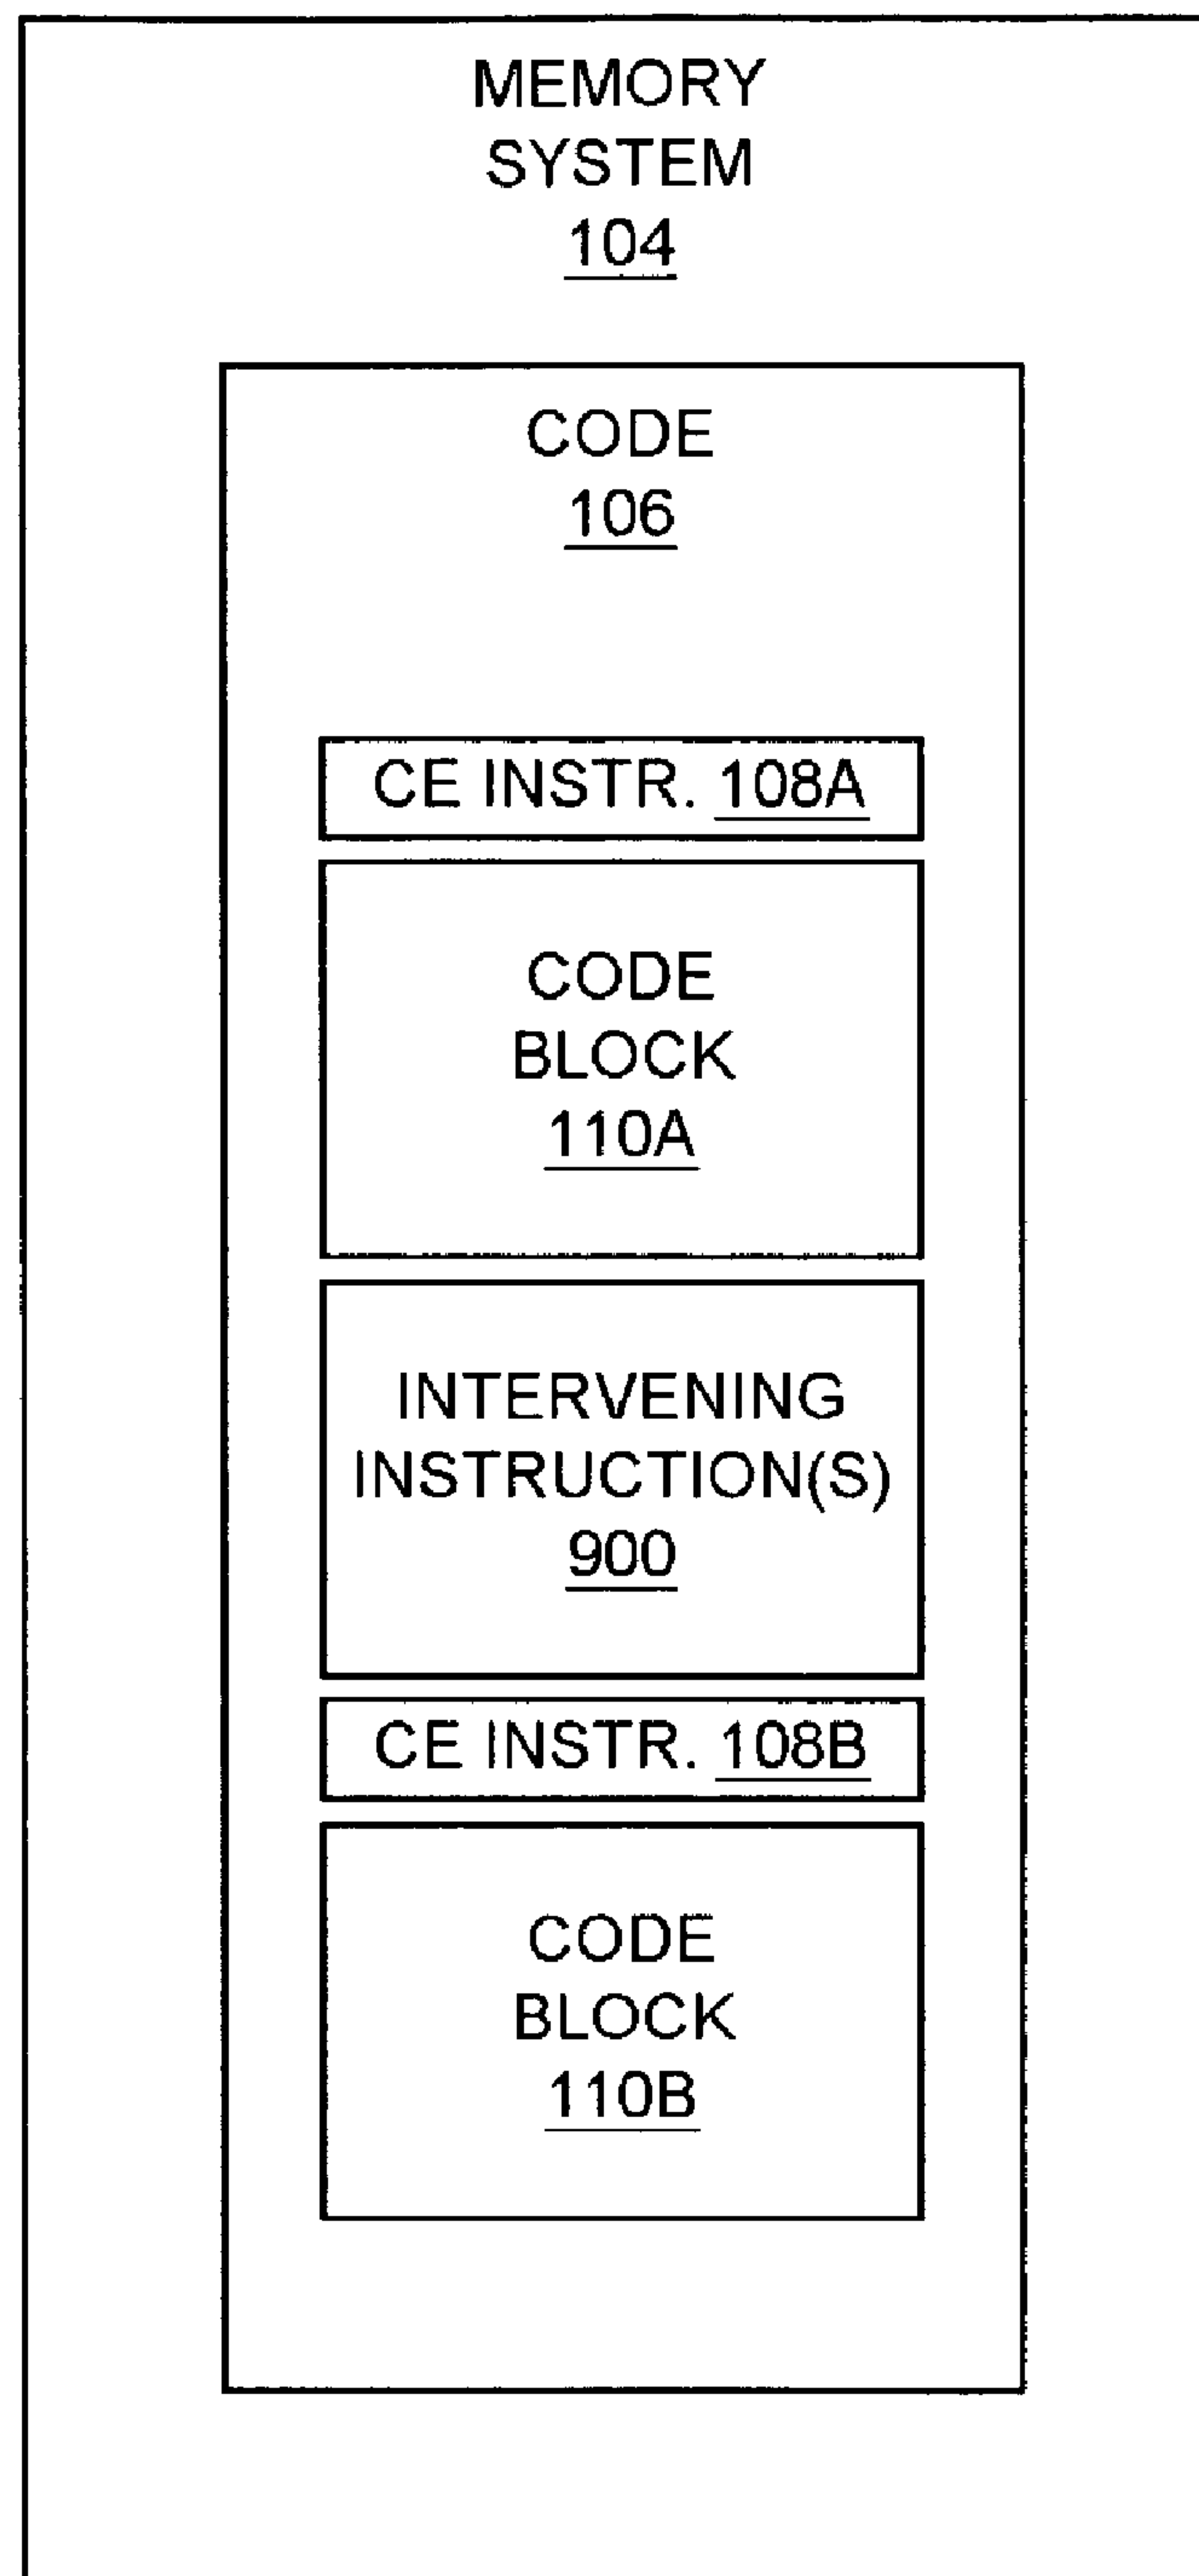 MEMORY
SYSTEM
104
CODE
106
CE INSTR. 108A
CODE
BLOCK
110A
INTERVENING
INSTRUCTION(S)
900
CE INSTR. 108B
CODE
BLOCK
110B